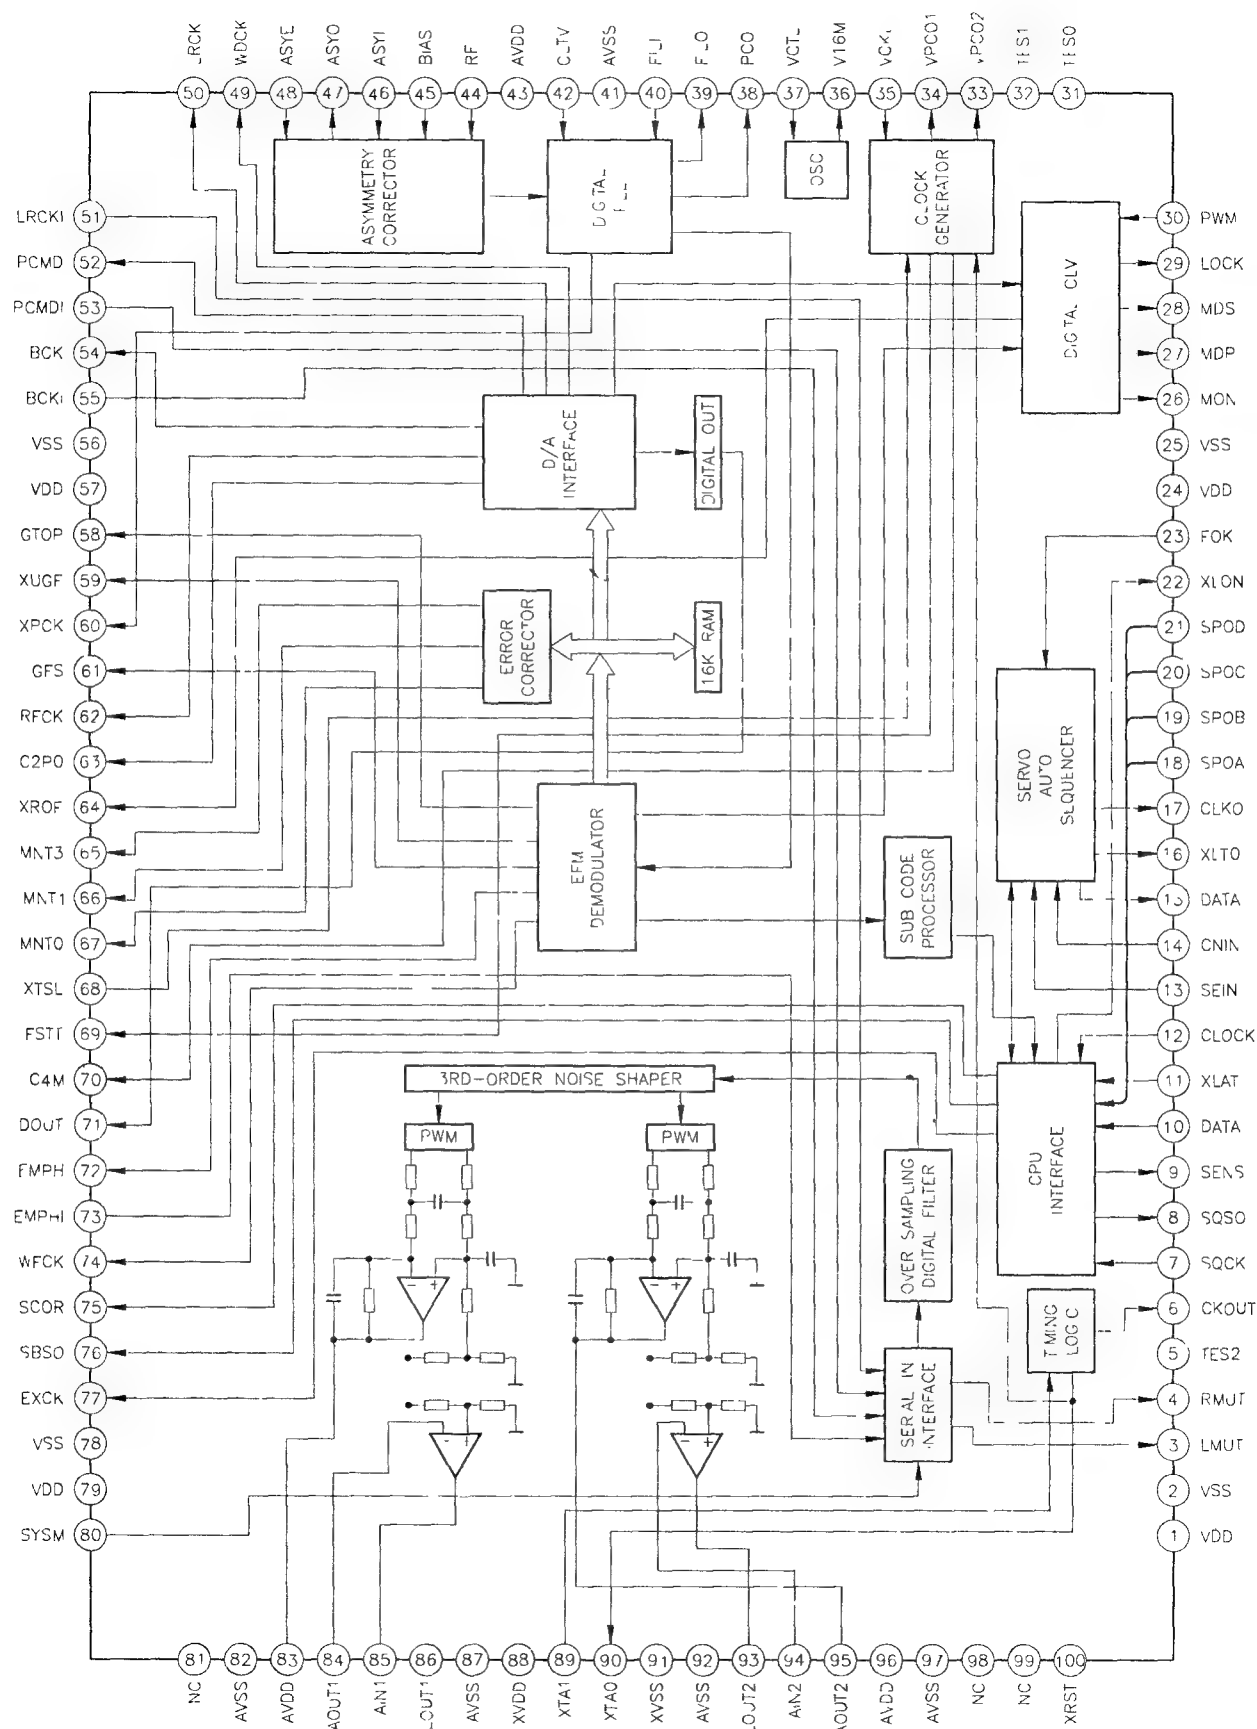 LRCK
WDCK
ASYE
ASYO
ASYI
BIAS
RF
AVDD
CLTV
AVSS
FILI
FILO
PCO
VCTL
V16M
VCKI
VPCO1
VPCO2
TES1
TES0
50
49
48
47
46
45
44
43
42
41
40
39
38
37
36
35
34
33
32
31
ASYMMETRY
CORRECTOR
DIGITAL
PLL
OSC
CLOCK
GENERATOR
DIGITAL CLV
LRCKI 51
PCMD 52
PCMDI 53
BCK 54
BCKI 55
VSS 56
VDD 57
GTOP 58
XUGF 59
XPCK 60
GFS 61
RFCK 62
C2PO 63
XROF 64
MNT3 65
MNT1 66
MNT0 67
XTSL 68
FSTT 69
C4M 70
DOUT 71
EMPH 72
EMPHI 73
WFCK 74
SCOR 75
SBSO 76
EXCK 77
VSS 78
VDD 79
SYSM 80
30 PWM
29 LOCK
28 MDS
27 MDP
26 MON
25 VSS
24 VDD
23 FOK
22 XLON
21 SPOD
20 SPOC
19 SPOB
18 SPOA
17 CLKO
16 XLTO
15 DATA
14 CNIN
13 SEIN
12 CLOCK
11 XLAT
10 DATA
9 SENS
8 SQSO
7 SQCK
6 CKOUT
5 TES2
4 RMUT
3 LMUT
2 VSS
1 VDD
D/A
INTERFACE
DIGITAL OUT
ERROR
CORRECTOR
16K RAM
EFM
DEMODULATOR
SUB CODE
PROCESSOR
SERVO
AUTO
SEQUENCER
CPU
INTERFACE
3RD-ORDER NOISE SHAPER
PWM
PWM
OVER SAMPLING
DIGITAL FILTER
TIMING
LOGIC
SERIAL IN
INTERFACE
− +
− +
− +
− +
81
82
83
84
85
86
87
88
89
90
91
92
93
94
95
96
97
98
99
100
NC
AVSS
AVDD
AOUT1
AIN1
LOUT1
AVSS
XVDD
XTA1
XTAO
XVSS
AVSS
LOUT2
AIN2
AOUT2
AVDD
AVSS
NC
NC
XRST